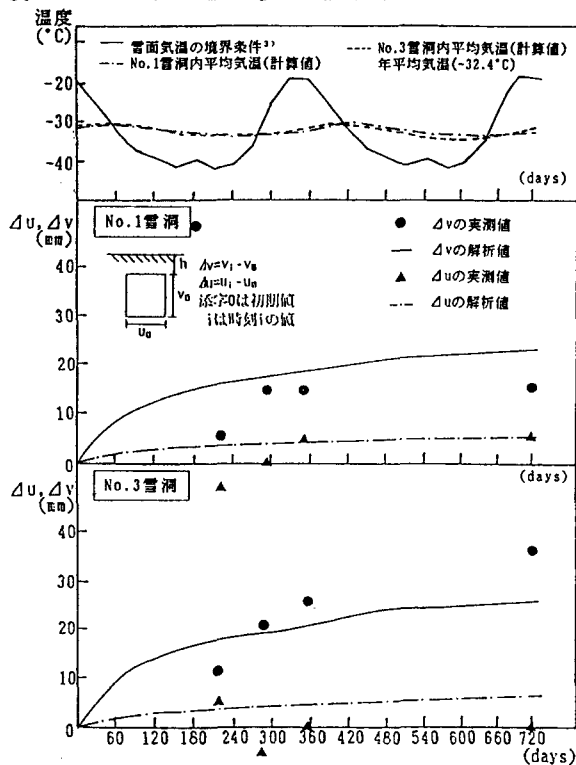 温度
(°C)
雪面気温の境界条件³⁾
No.1雪洞内平均気温(計算値)
No.3雪洞内平均気温(計算値)
年平均気温(-32.4°C)
-20
-30
-40
(days)
ΔU,ΔV
(mm)
No.1雪洞
h
V₀
U₀
ΔV=Vᵢ-V₀
ΔU=Uᵢ-U₀
添字0は初期値
iは時刻iの値
ΔVの実測値
ΔVの解析値
ΔUの実測値
ΔUの解析値
40
30
20
10
0
(days)
ΔU,ΔV
(mm)
No.3雪洞
40
30
20
10
0
60 120 180 240 300 360 420 480 540 600 660 720
(days)